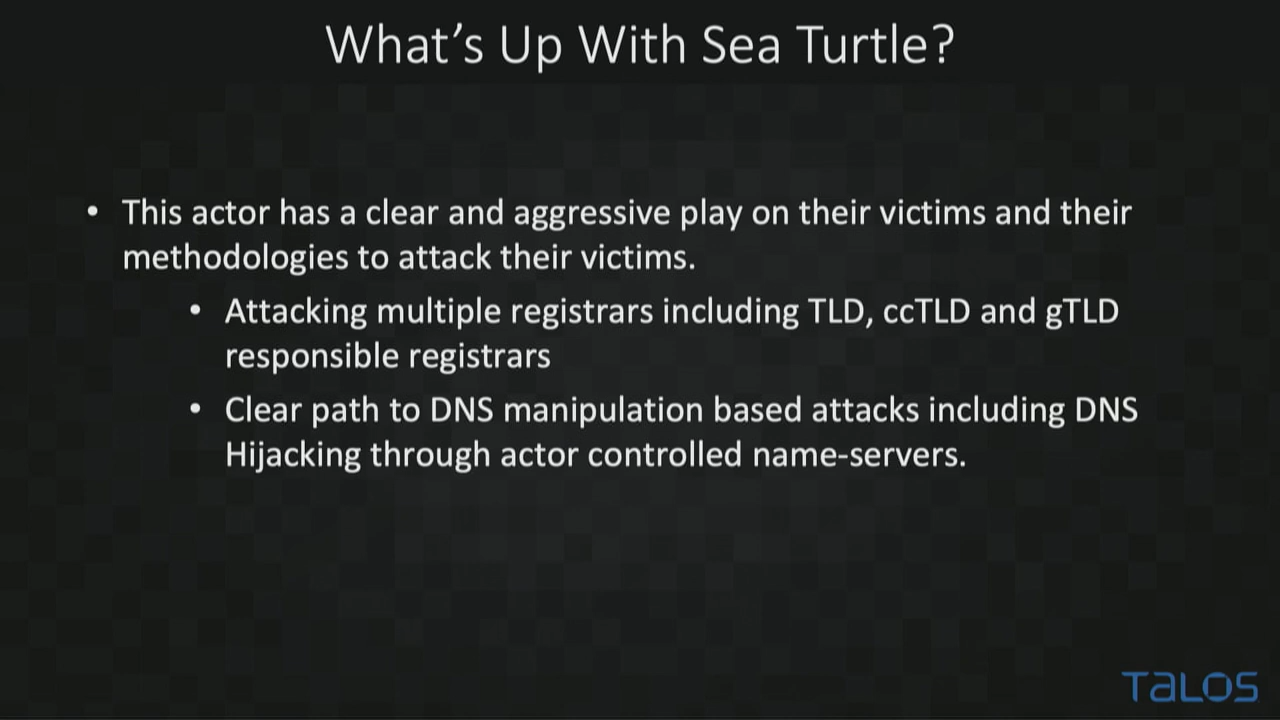 What's Up With Sea Turtle?
• This actor has a clear and aggressive play on their victims and their
methodologies to attack their victims.
• Attacking multiple registrars including TLD, ccTLD and gTLD
responsible registrars
• Clear path to DNS manipulation based attacks including DNS
Hijacking through actor controlled name-servers.
TALOS